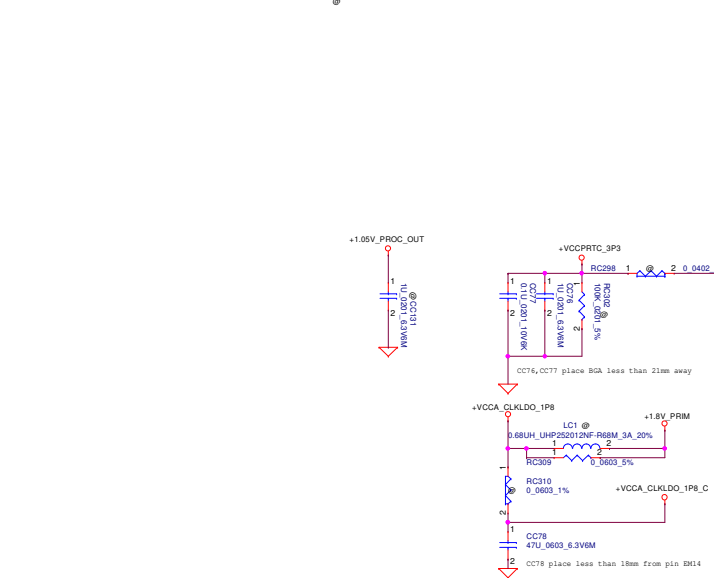 @
+1.05V_PROC_OUT
1
2
@
CC131
1U_0201_6.3V6M
+VCCPRTC_3P3
RC298 1 @ 2 0_0402_
1
2
CC77
0.1U_0201_10V6K
1
2
CC76
1U_0201_6.3V6M
1
2
RC302
100K_0201_5%
@
CC76,CC77 place BGA less than 21mm away
+VCCA_CLKLDO_1P8
+1.8V_PRIM
LC1 @
0.68UH_UHP252012NF-R68M_3A_20%
1 2
1 2
RC309 0_0603_5%
1
2
@
RC310
0_0603_1%
+VCCA_CLKLDO_1P8_C
1
2
CC78
47U_0603_6.3V6M
CC78 place less than 18mm from pin EM14